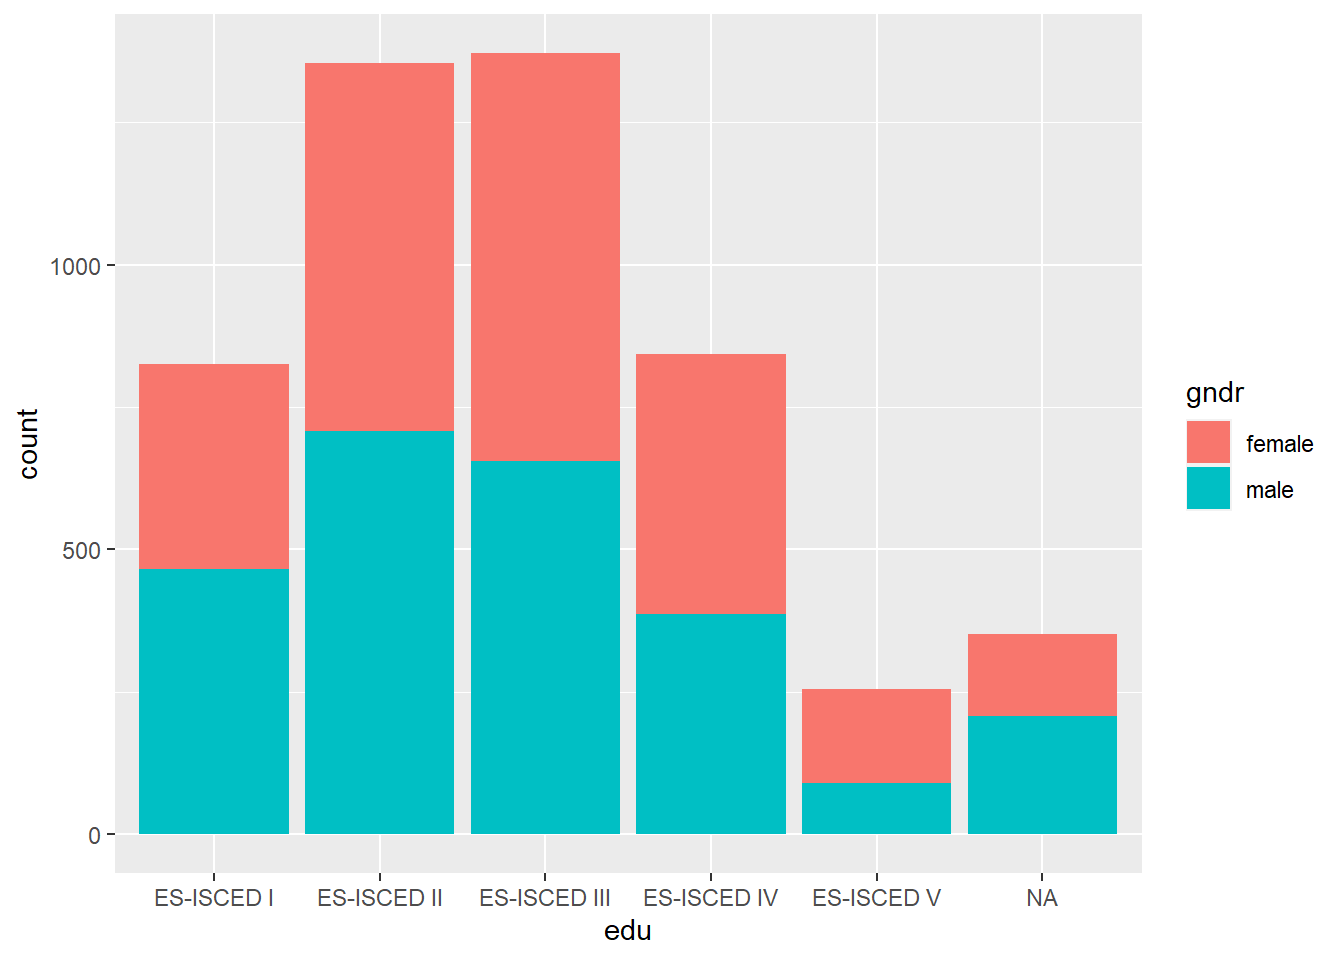 count
1000
500
0
ES-ISCED I
ES-ISCED II
ES-ISCED III
ES-ISCED IV
ES-ISCED V
NA
edu
gndr
female
male